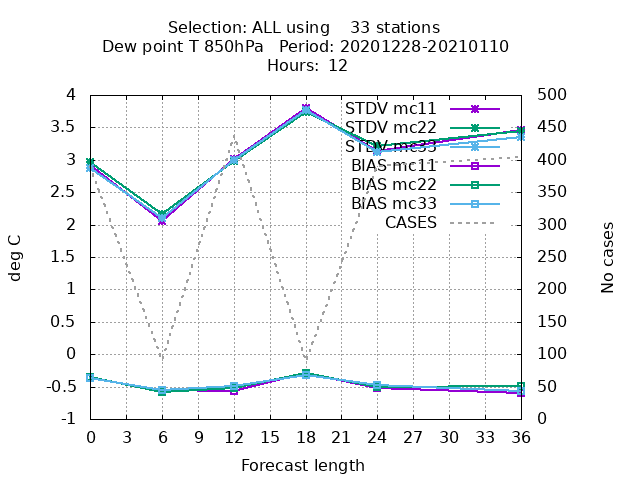 Selection: ALL using    33 stations
Dew point T 850hPa   Period: 20201228-20210110
Hours:  12
deg C
No cases
4
3.5
3
2.5
2
1.5
1
0.5
0
-0.5
-1
500
450
400
350
300
250
200
150
100
50
0
STDV mc11
STDV mc22
STDV mc33
BIAS mc11
BIAS mc22
BIAS mc33
CASES
0 3 6 9 12 15 18 21 24 27 30 33 36
Forecast length